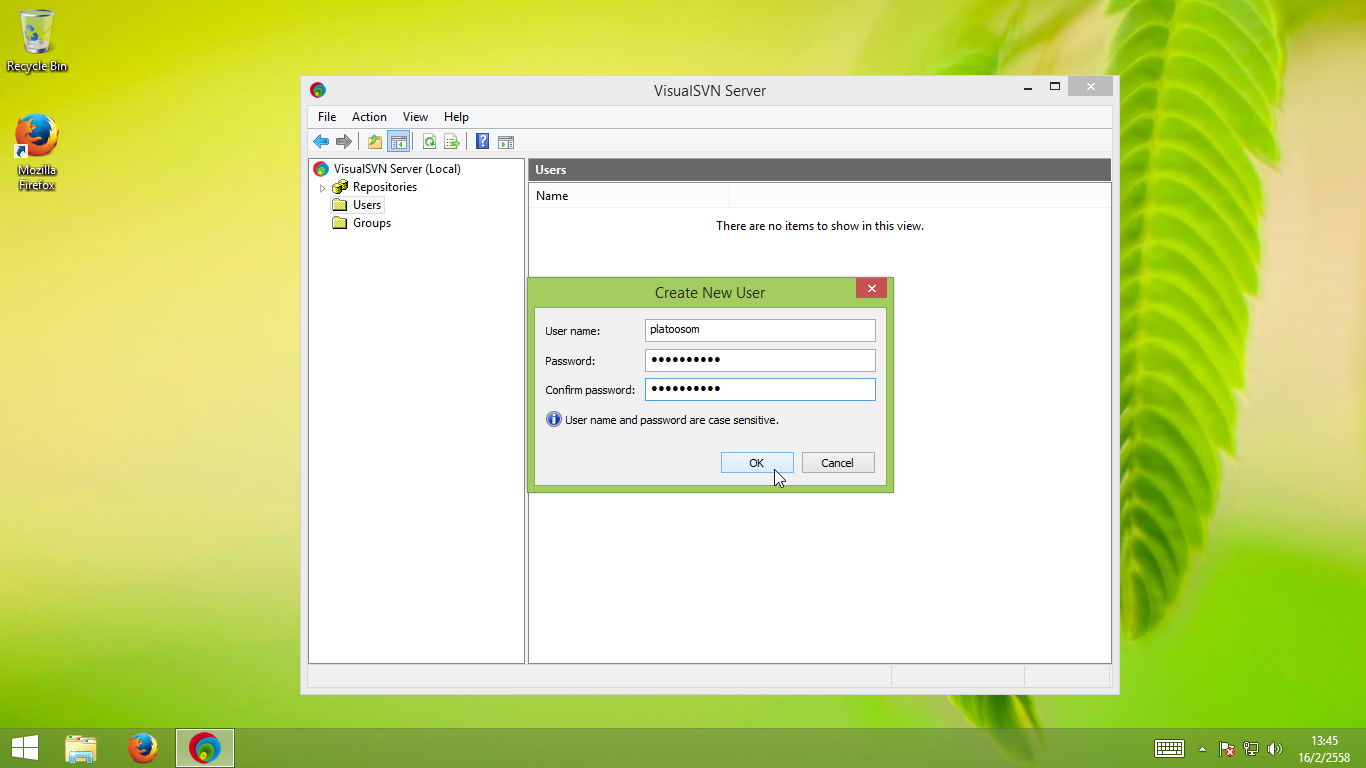 Recycle Bin
Mozilla
Firefox
VisualSVN Server
File Action View Help
VisualSVN Server (Local)
Repositories
Users
Groups
Users
Name
There are no items to show in this view.
Create New User
User name:
platoosom
Password:
••••••••••
Confirm password:
••••••••••
User name and password are case sensitive.
OK
Cancel
13:45
16/2/2558